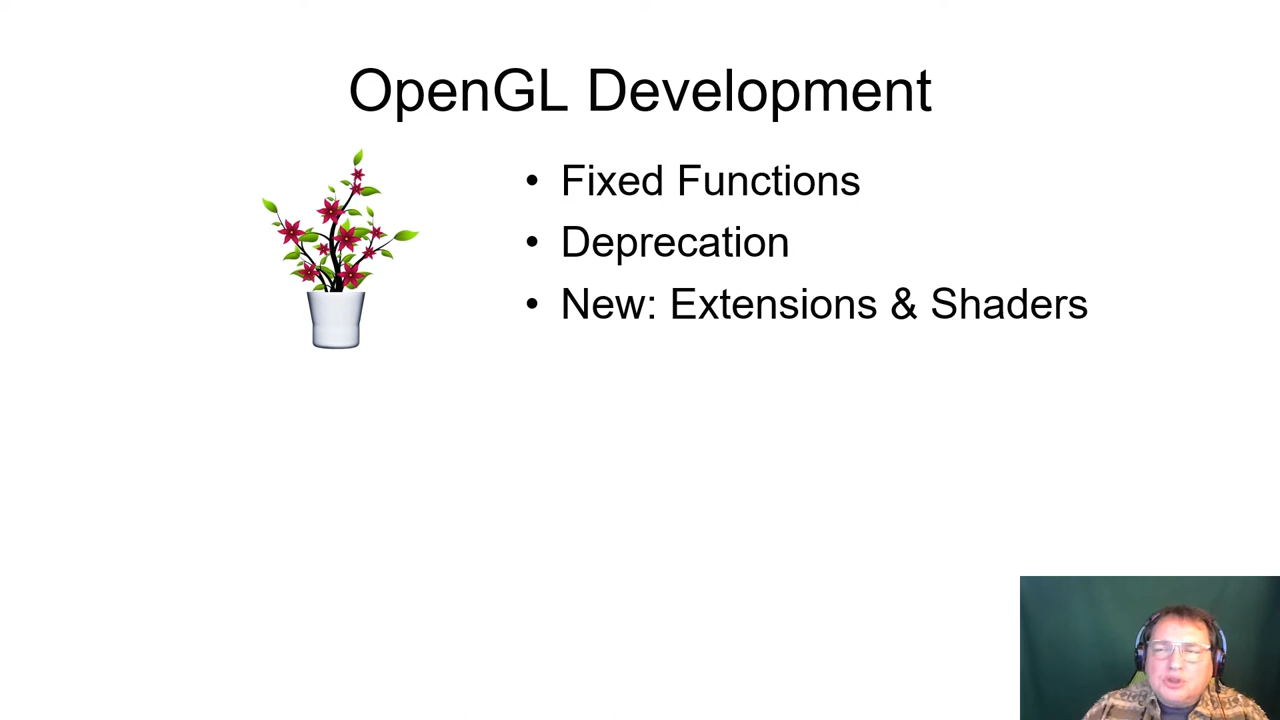 OpenGL Development
• Fixed Functions
• Deprecation
• New: Extensions & Shaders